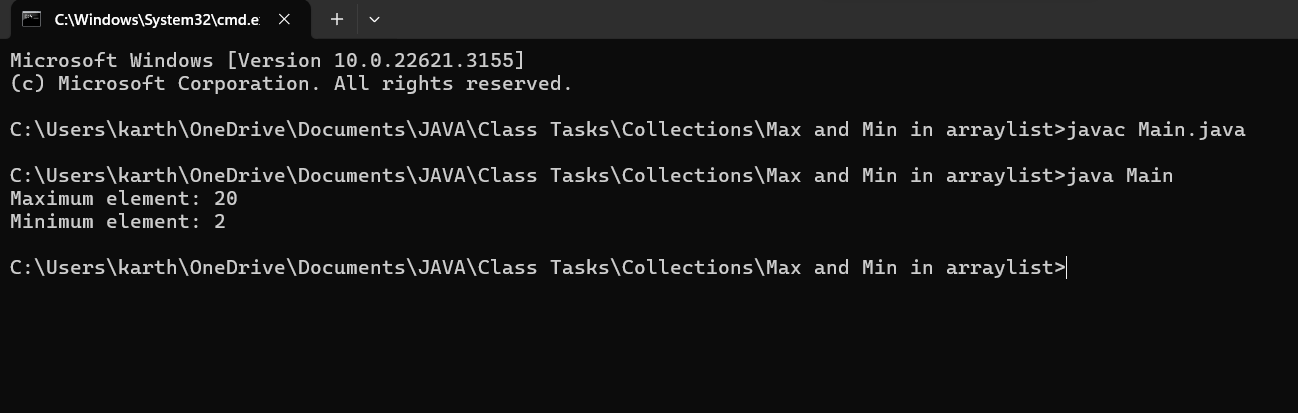 C:\Windows\System32\cmd.e
Microsoft Windows [Version 10.0.22621.3155]
(c) Microsoft Corporation. All rights reserved.
C:\Users\karth\OneDrive\Documents\JAVA\Class Tasks\Collections\Max and Min in arraylist>javac Main.java
C:\Users\karth\OneDrive\Documents\JAVA\Class Tasks\Collections\Max and Min in arraylist>java Main
Maximum element: 20
Minimum element: 2
C:\Users\karth\OneDrive\Documents\JAVA\Class Tasks\Collections\Max and Min in arraylist>